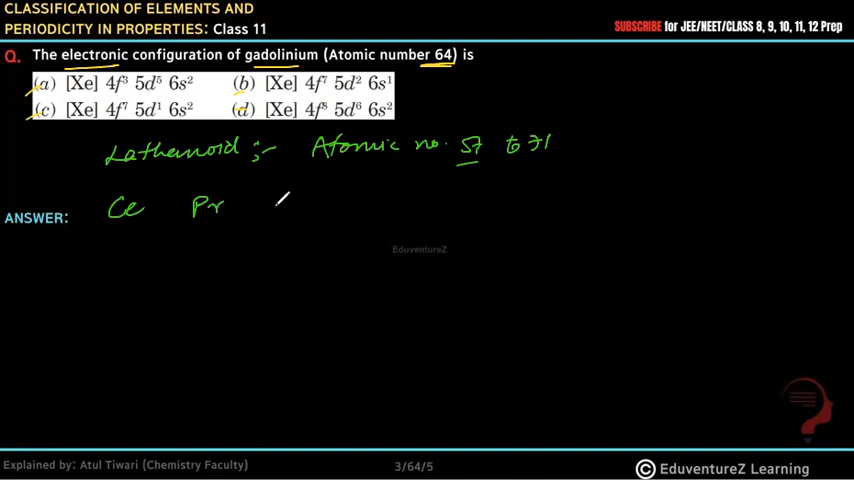 CLASSIFICATION OF ELEMENTS AND
PERIODICITY IN PROPERTIES: Class 11
SUBSCRIBE for JEE/NEET/CLASS 8, 9, 10, 11, 12 Prep
Q. The electronic configuration of gadolinium (Atomic number 64) is
(a) [Xe] 4f³ 5d⁵ 6s² (b) [Xe] 4f⁷ 5d² 6s¹
(c) [Xe] 4f⁷ 5d¹ 6s² (d) [Xe] 4f⁸ 5d⁶ 6s²
Lathanoid :- Atomic no. 57 to 71
ANSWER: Ce Pr
EduventureZ
Explained by: Atul Tiwari (Chemistry Faculty) 3/64/5 © EduventureZ Learning